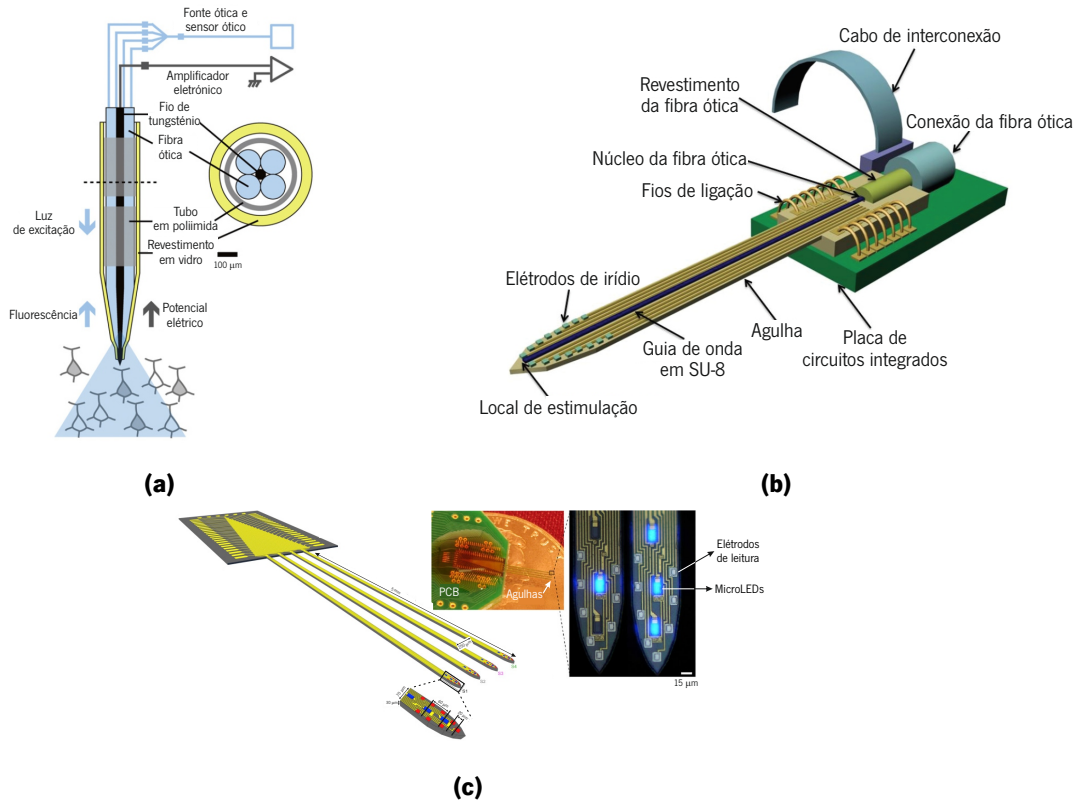 Fonte ótica e
sensor ótico
Amplificador
eletrónico
Fio de
tungsténio
Fibra
ótica
Luz
de excitação
Tubo
em poliimida
Revestimento
em vidro
100 µm
Fluorescência
Potencial
elétrico
(a)
Cabo de interconexão
Revestimento
da fibra ótica
Conexão da fibra ótica
Núcleo da fibra ótica
Fios de ligação
Elétrodos de irídio
Agulha
Placa de
circuitos integrados
Guia de onda
em SU-8
Local de estimulação
(b)
PCB
Agulhas
Elétrodos
de leitura
MicroLEDs
15 µm
S1
(c)